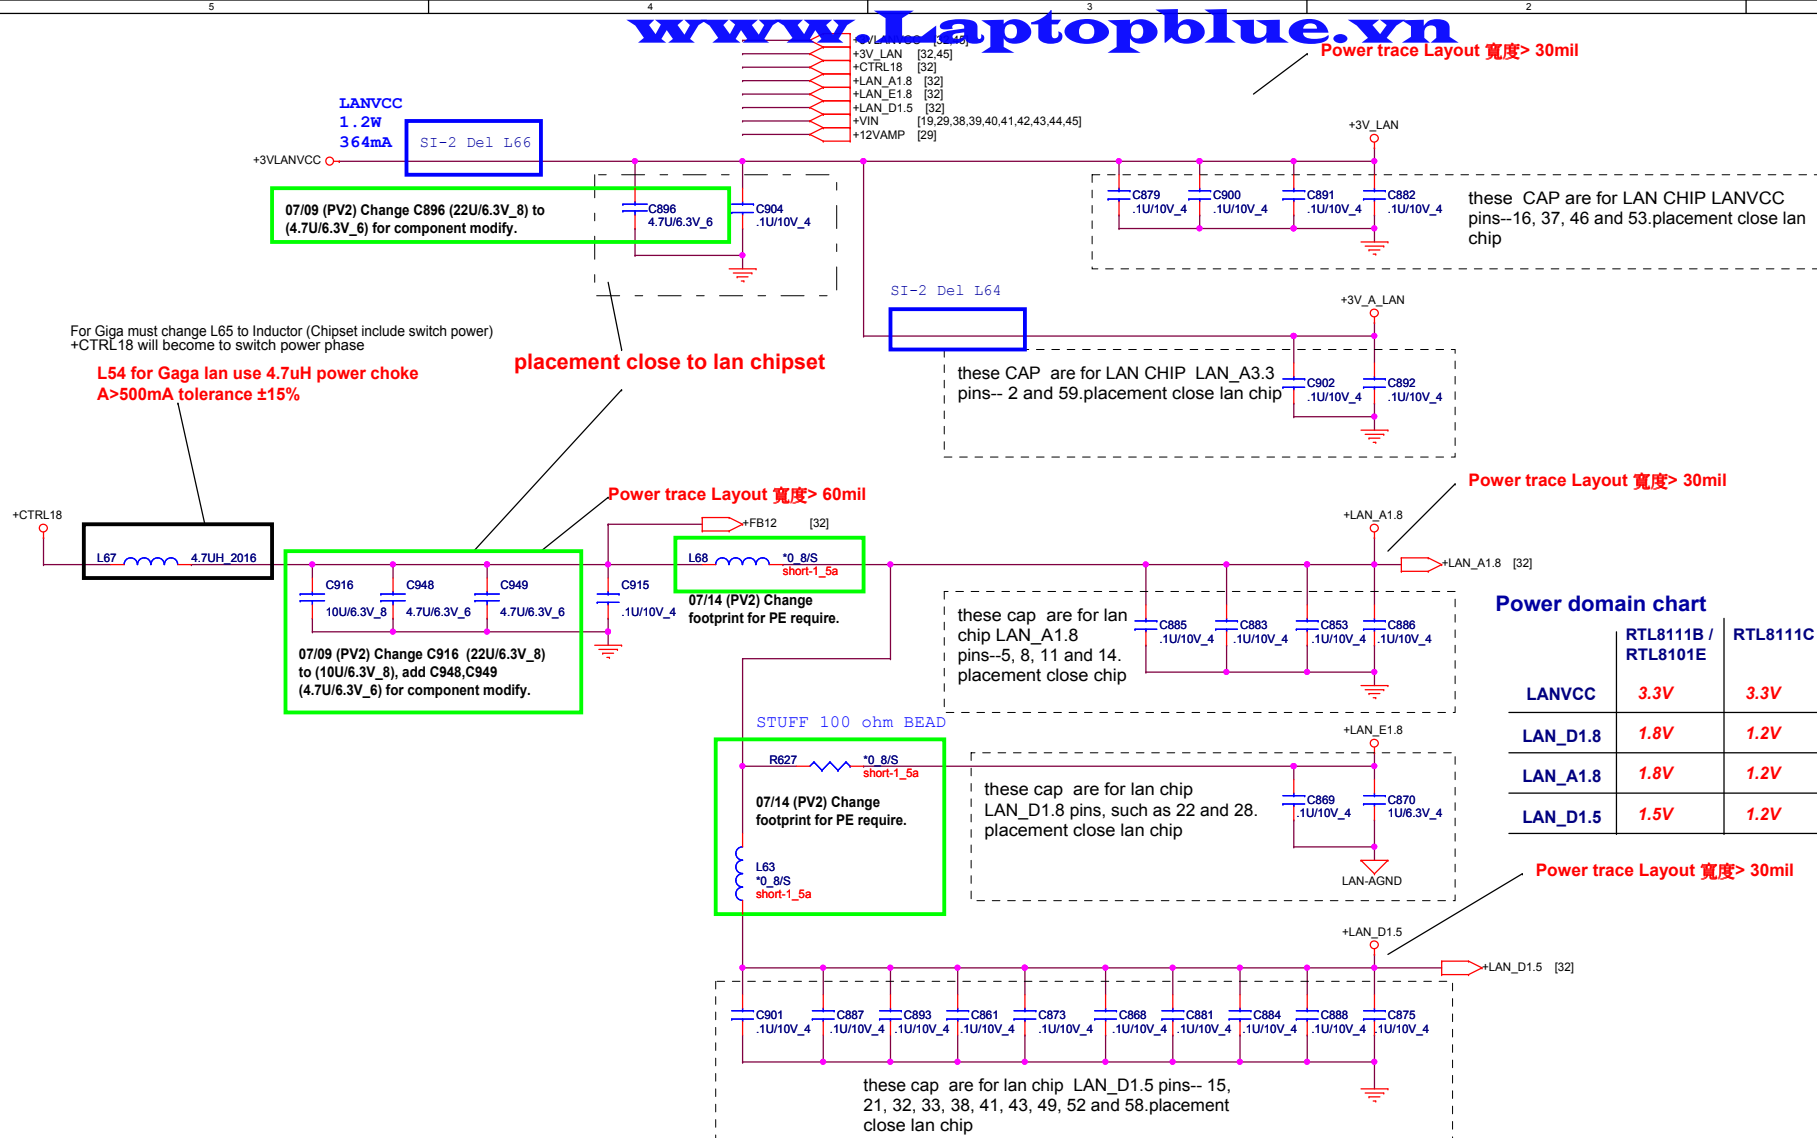 5
4
3
2
www.Laptopblue.vn
+3VLANVCC [32,45]
+3V_LAN [32,45]
+CTRL18 [32]
+LAN_A1.8 [32]
+LAN_E1.8 [32]
+LAN_D1.5 [32]
+VIN [19,29,38,39,40,41,42,43,44,45]
+12VAMP [29]
Power trace Layout 寬度> 30mil
LANVCC
1.2W
364mA
SI-2 Del L66
+3VLANVCC
+3V_LAN
07/09 (PV2) Change C896 (22U/6.3V_8) to
(4.7U/6.3V_6) for component modify.
C896
4.7U/6.3V_6
C904
.1U/10V_4
C879
.1U/10V_4
C900
.1U/10V_4
C891
.1U/10V_4
C882
.1U/10V_4
these CAP are for LAN CHIP LANVCC
pins--16, 37, 46 and 53.placement close lan
chip
SI-2 Del L64
+3V_A_LAN
For Giga must change L65 to Inductor (Chipset include switch power)
+CTRL18 will become to switch power phase
L54 for Gaga lan use 4.7uH power choke
A>500mA tolerance ±15%
placement close to lan chipset
these CAP are for LAN CHIP LAN_A3.3
pins-- 2 and 59.placement close lan chip
C902
.1U/10V_4
C892
.1U/10V_4
Power trace Layout 寬度> 60mil
Power trace Layout 寬度> 30mil
+CTRL18
+FB12 [32]
+LAN_A1.8
L67
4.7UH_2016
L68
*0_8/S
short-1_5a
+LAN_A1.8 [32]
C916
10U/6.3V_8
C948
4.7U/6.3V_6
C949
4.7U/6.3V_6
C915
.1U/10V_4
07/14 (PV2) Change
footprint for PE require.
07/09 (PV2) Change C916 (22U/6.3V_8)
to (10U/6.3V_8), add C948,C949
(4.7U/6.3V_6) for component modify.
these cap are for lan
chip LAN_A1.8
pins--5, 8, 11 and 14.
placement close chip
C885
.1U/10V_4
C883
.1U/10V_4
C853
.1U/10V_4
C886
.1U/10V_4
Power domain chart
RTL8111B / RTL8111C
RTL8101E
LANVCC 3.3V 3.3V
LAN_D1.8 1.8V 1.2V
LAN_A1.8 1.8V 1.2V
LAN_D1.5 1.5V 1.2V
STUFF 100 ohm BEAD
+LAN_E1.8
R627
*0_8/S
short-1_5a
07/14 (PV2) Change
footprint for PE require.
L63
*0_8/S
short-1_5a
these cap are for lan chip
LAN_D1.8 pins, such as 22 and 28.
placement close lan chip
C869
.1U/10V_4
C870
1U/6.3V_4
LAN-AGND
Power trace Layout 寬度> 30mil
+LAN_D1.5
+LAN_D1.5 [32]
C901
.1U/10V_4
C887
.1U/10V_4
C893
.1U/10V_4
C861
.1U/10V_4
C873
.1U/10V_4
C868
.1U/10V_4
C881
.1U/10V_4
C884
.1U/10V_4
C888
.1U/10V_4
C875
.1U/10V_4
these cap are for lan chip LAN_D1.5 pins-- 15,
21, 32, 33, 38, 41, 43, 49, 52 and 58.placement
close lan chip